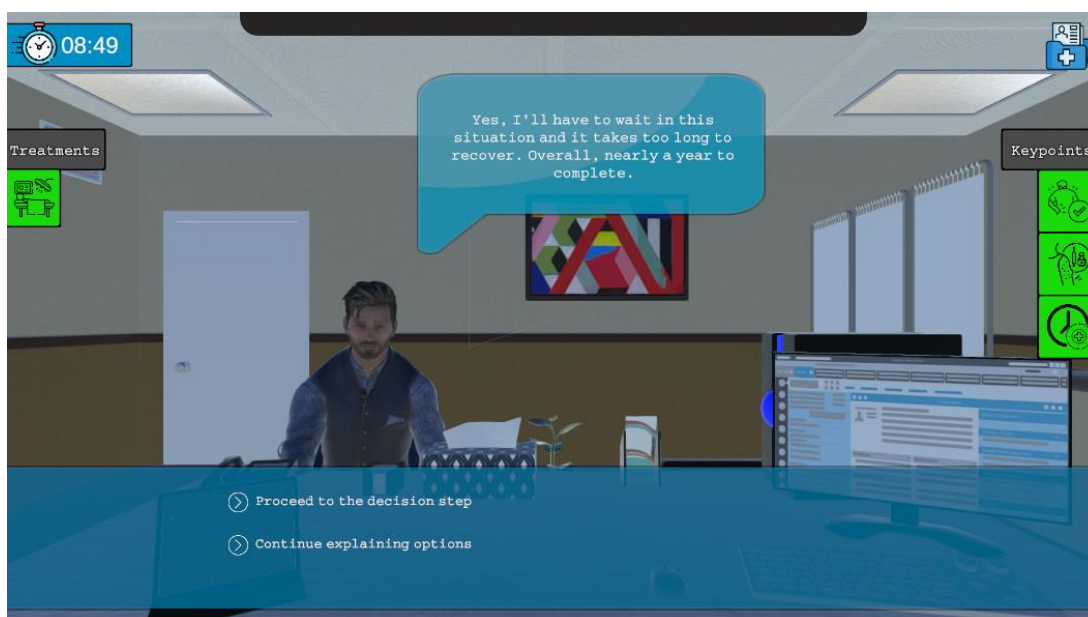 08:49
Yes, I'll have to wait in this
situation and it takes too long to
recover. Overall, nearly a year to
complete.
Treatments
Keypoints
Proceed to the decision step
Continue explaining options